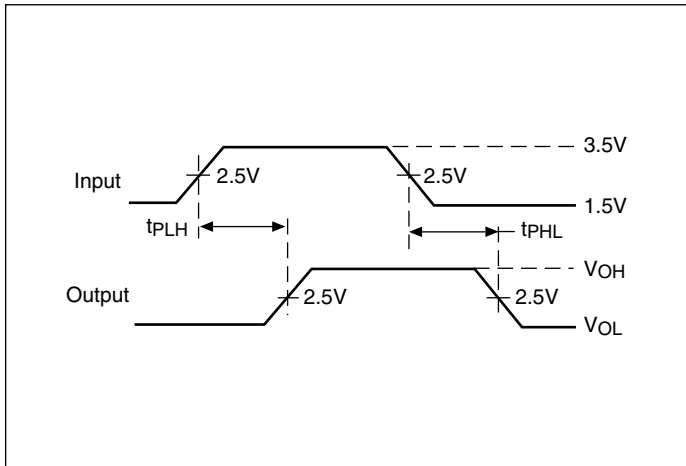 3.5V
Input
2.5V
2.5V
1.5V
tPLH
tPHL
VOH
Output
2.5V
2.5V
VOL